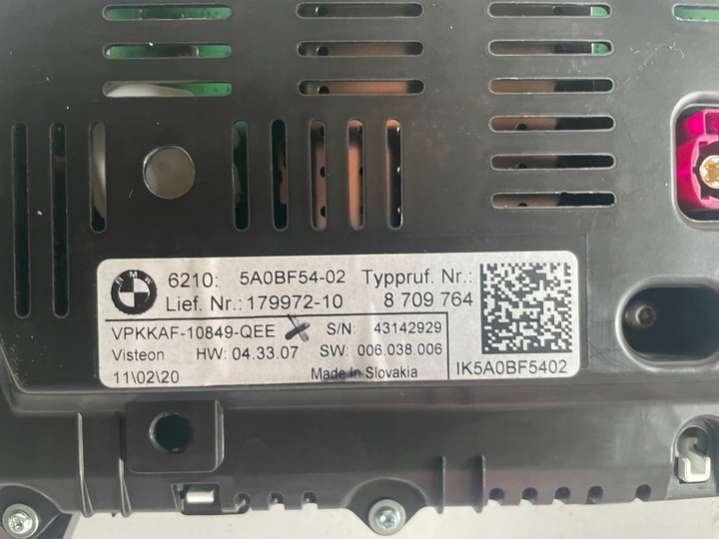 BMW
6210: 5A0BF54-02 Typpruf. Nr.:
Lief. Nr.: 179972-10 8 709 764
VPKKAF-10849-QEE S/N: 43142929
Visteon HW: 04.33.07 SW: 006.038.006
11\02\20 Made In Slovakia IK5A0BF5402